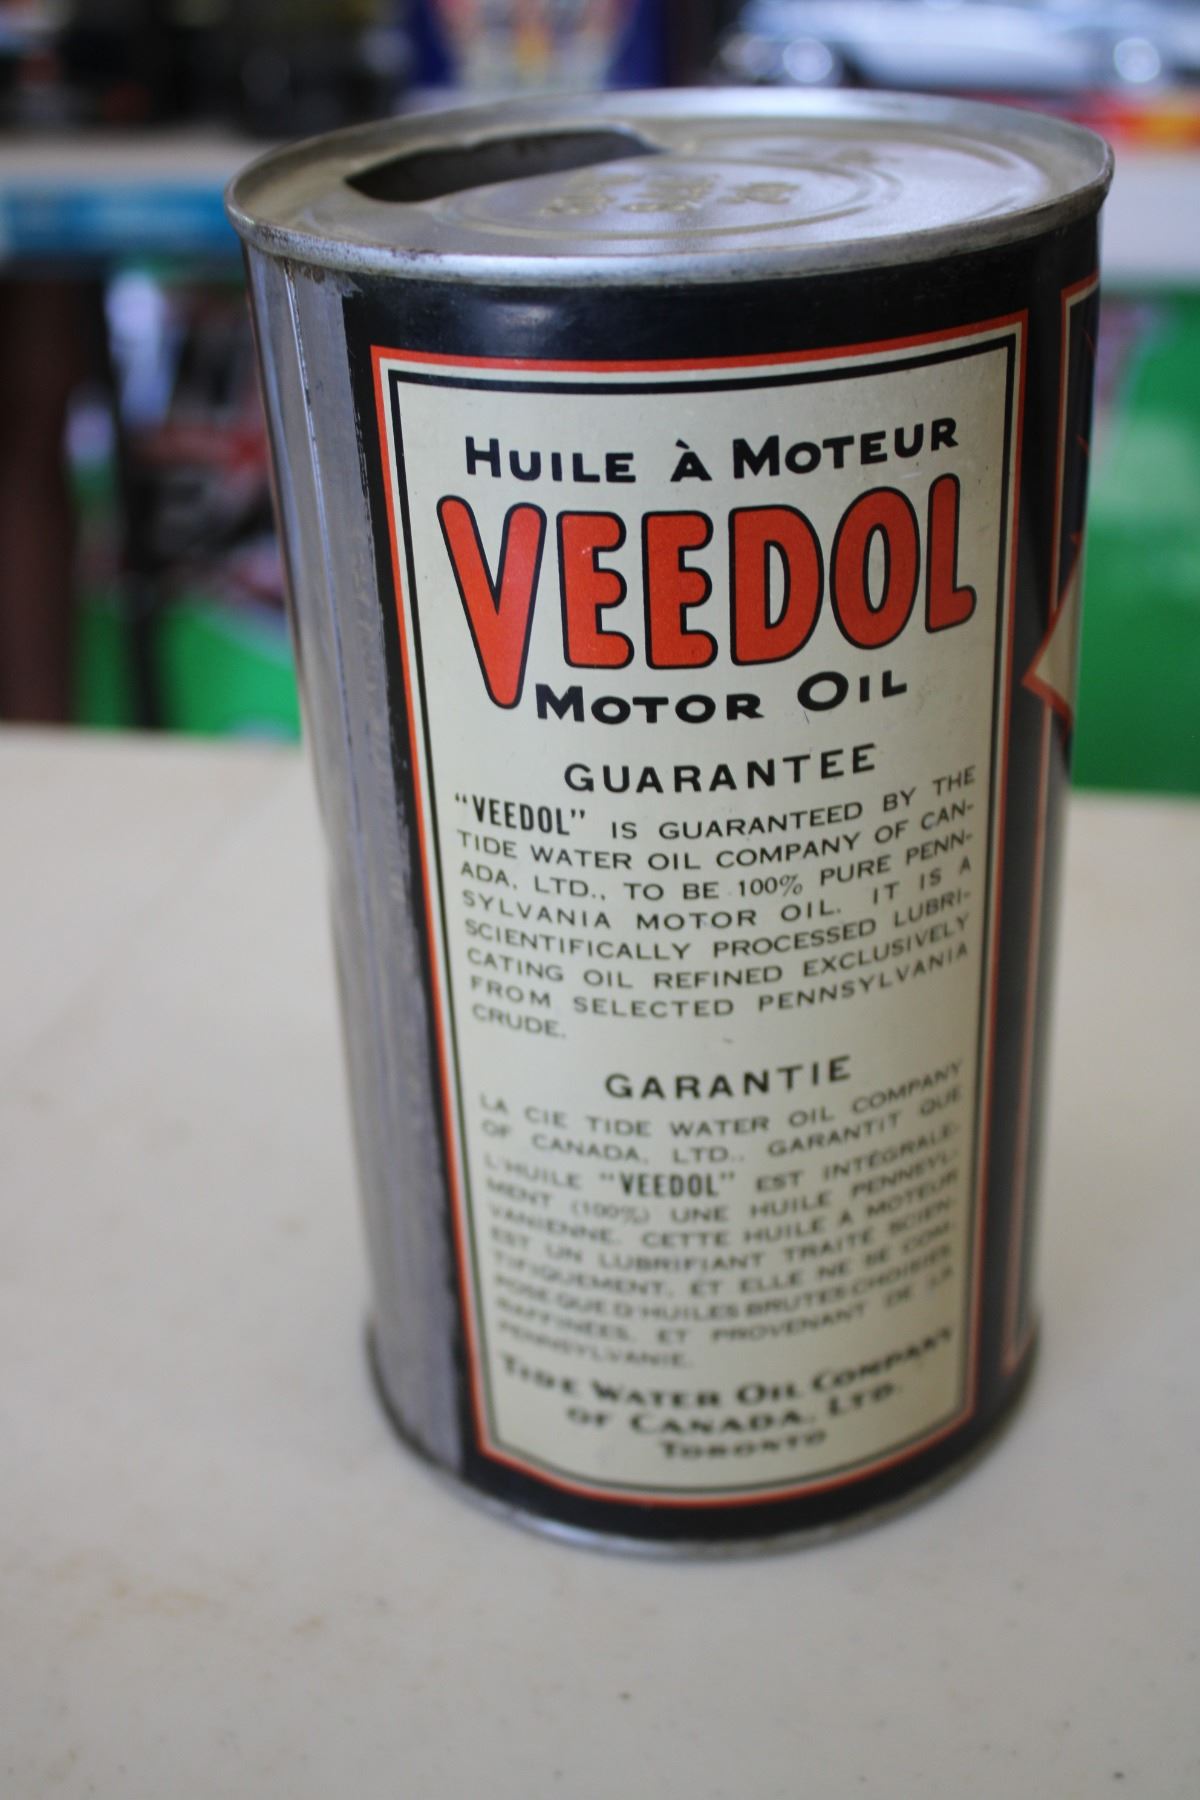 HUILE À MOTEUR
VEEDOL
MOTOR OIL
GUARANTEE
"VEEDOL" IS GUARANTEED BY THE
TIDE WATER OIL COMPANY OF CAN-
ADA, LTD., TO BE 100% PURE PENN-
SYLVANIA MOTOR OIL. IT IS A
SCIENTIFICALLY PROCESSED LUBRI-
CATING OIL REFINED EXCLUSIVELY
FROM SELECTED PENNSYLVANIA
CRUDE.
GARANTIE
LA CIE TIDE WATER OIL COMPANY
OF CANADA, LTD., GARANTIT QUE
L'HUILE "VEEDOL" EST INTÉGRALE-
MENT (100%) UNE HUILE PENNSYL-
VANIENNE. CETTE HUILE À MOTEUR
EST UN LUBRIFIANT TRAITÉ SCIEN-
TIFIQUEMENT, ET ELLE NE SE COM-
POSE QUE D'HUILES BRUTES CHOISIES
RAFFINÉES, ET PROVENANT DE LA
PENNSYLVANIE.
TIDE WATER OIL COMPANY
OF CANADA, LTD.
TORONTO